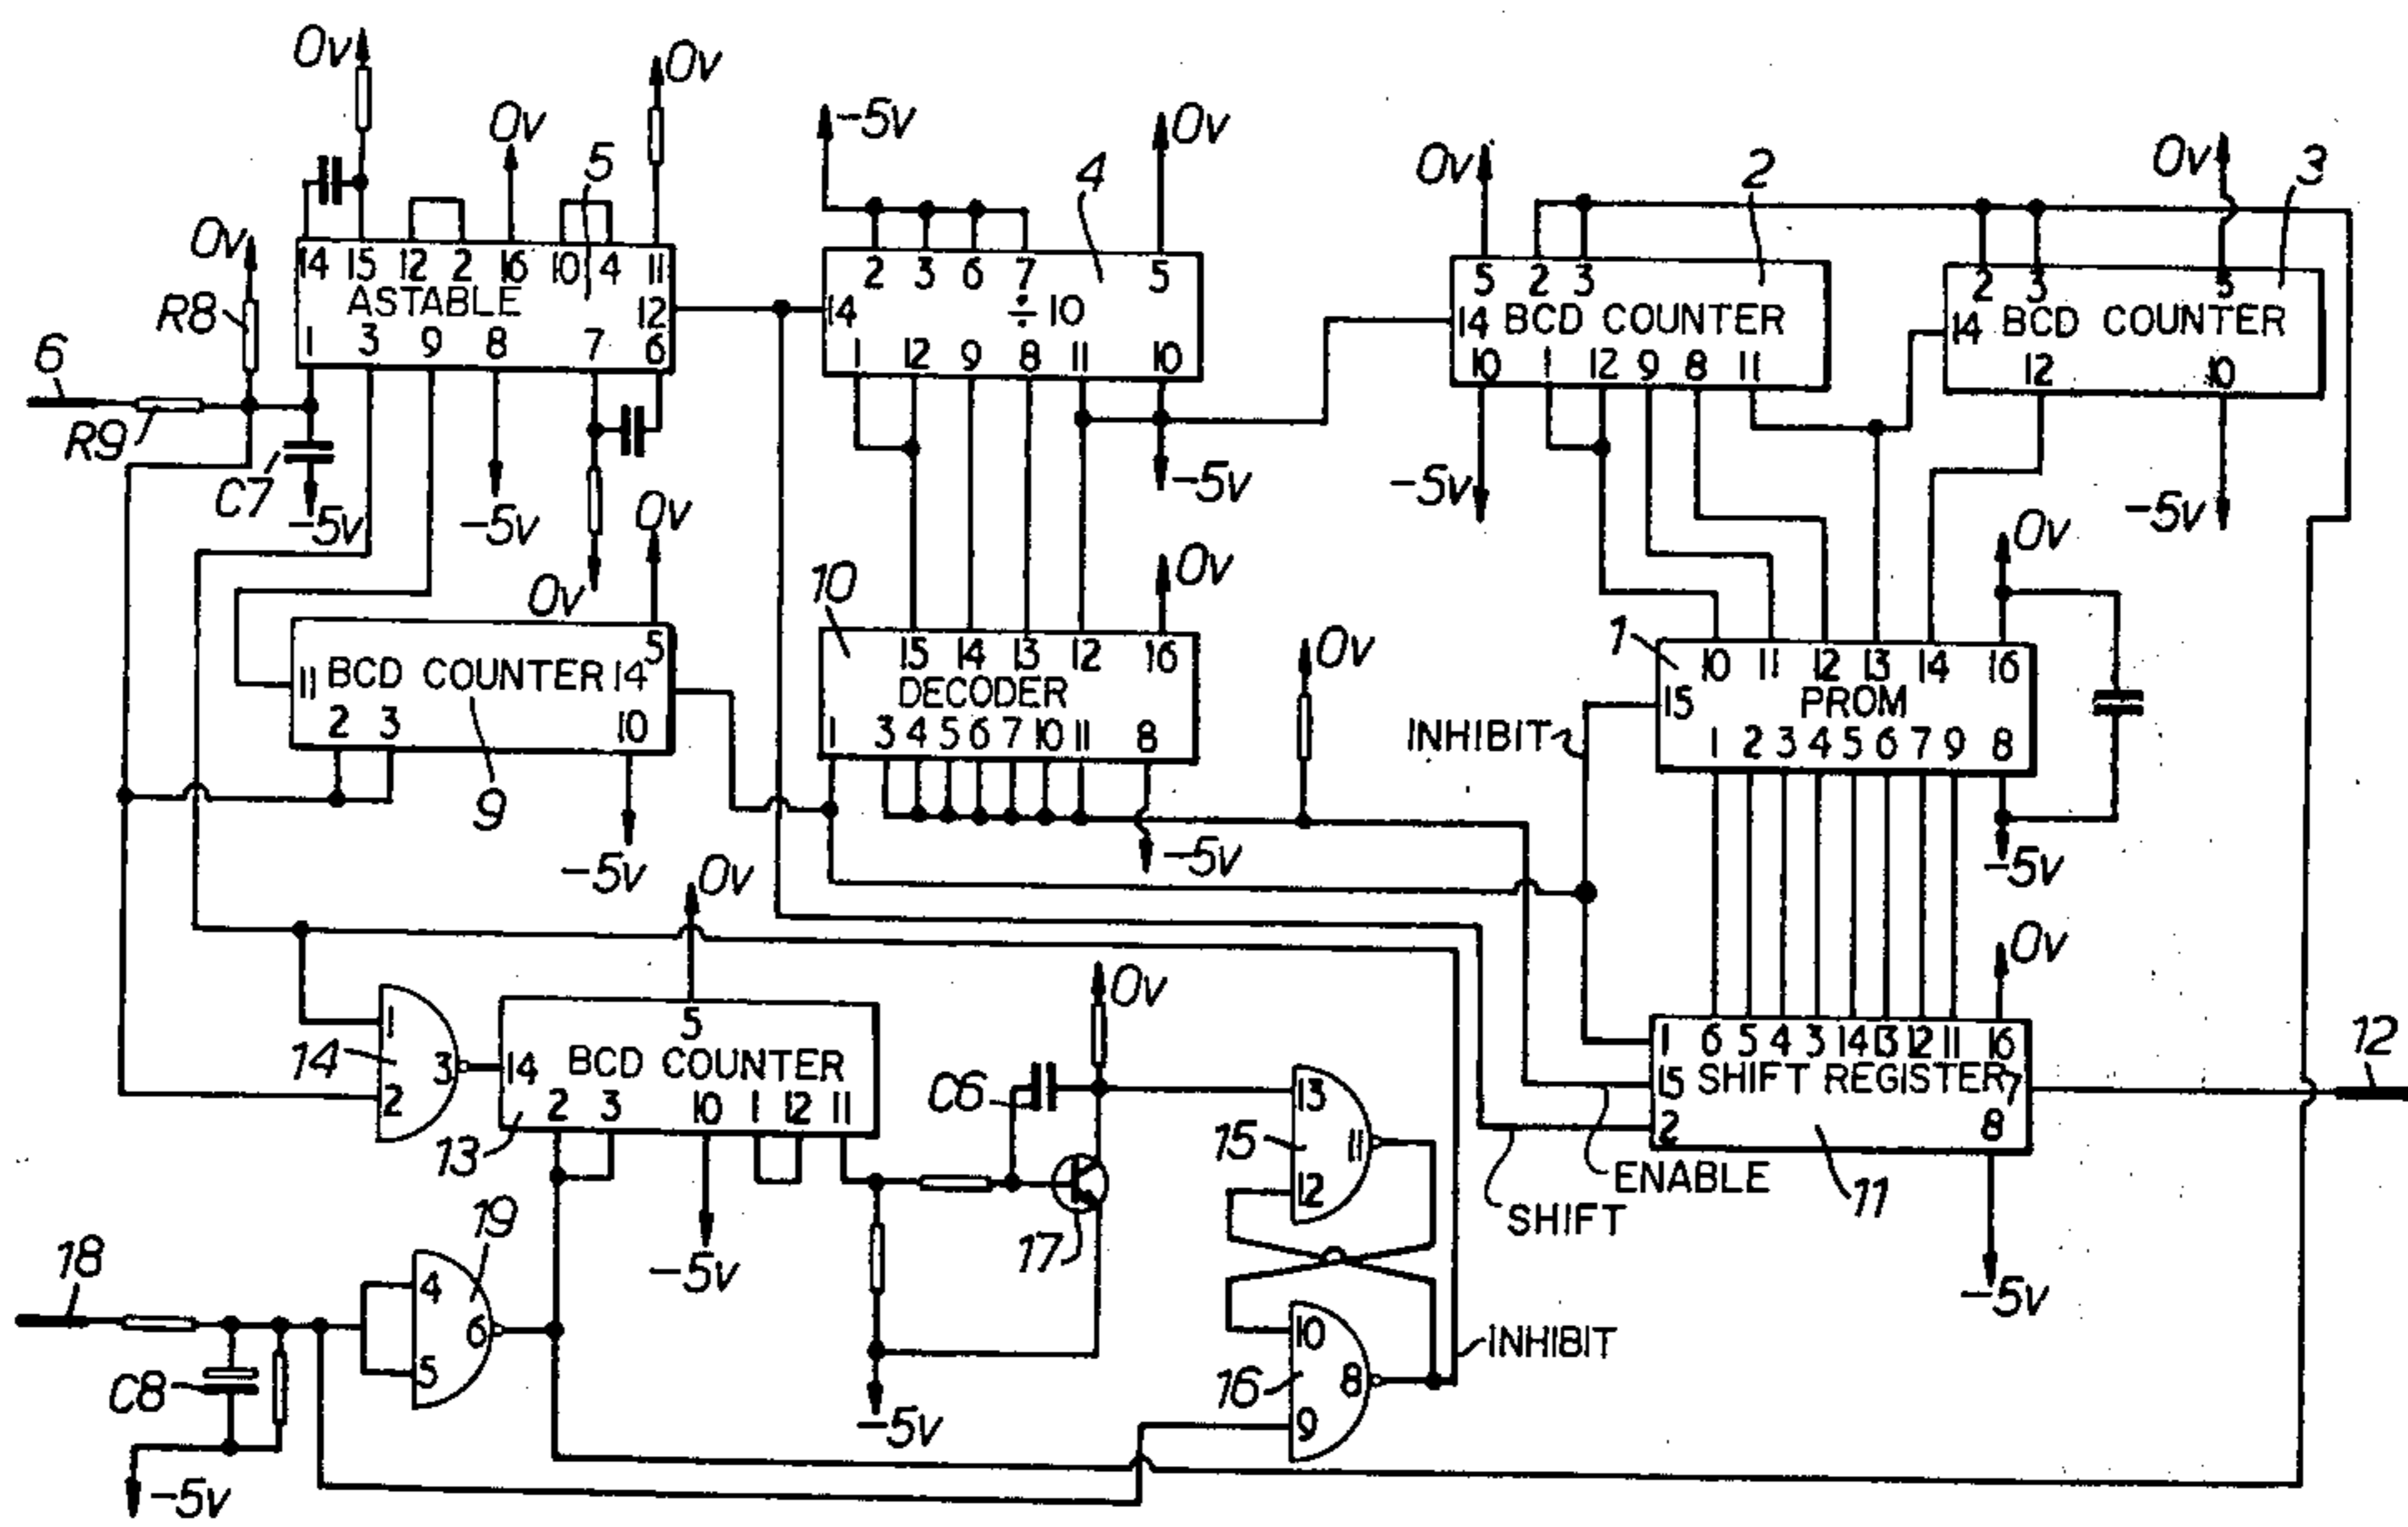 0v
0v
0v
-5v
0v
0v
0v
5
4
2
3
0v
14 15 12 2 16 10 4 11
ASTABLE
12
1 3 9 8 7 6
R8
6
R9
C7
-5v
-5v
0v
2 3 6 7 5
14
÷ 10
1 12 9 8 11 10
-5v
5 2 3
14 BCD COUNTER
10 1 12 9 8 11
-5v
2 3 5
14 BCD COUNTER
12 10
-5v
0v
10
0v
0v
0v
5
11 BCD COUNTER 14
2 3 10
9
-5v
15 14 13 12 16
DECODER
1 3 4 5 6 7 10 11 8
-5v
1
10 11 12 13 14 16
15 PROM
1 2 3 4 5 6 7 9 8
INHIBIT
-5v
0v
0v
0v
1
14
3
2
5
14 BCD COUNTER
2 3 10 1 12 11
13
-5v
C6
17
-5v
13
15
11
12
10
16
8
9
INHIBIT
1 6 5 4 3 14 13 12 11 16
15 SHIFT REGISTER 7
2 8
12
ENABLE
SHIFT
11
-5v
18
19
4
6
5
C8
-5v